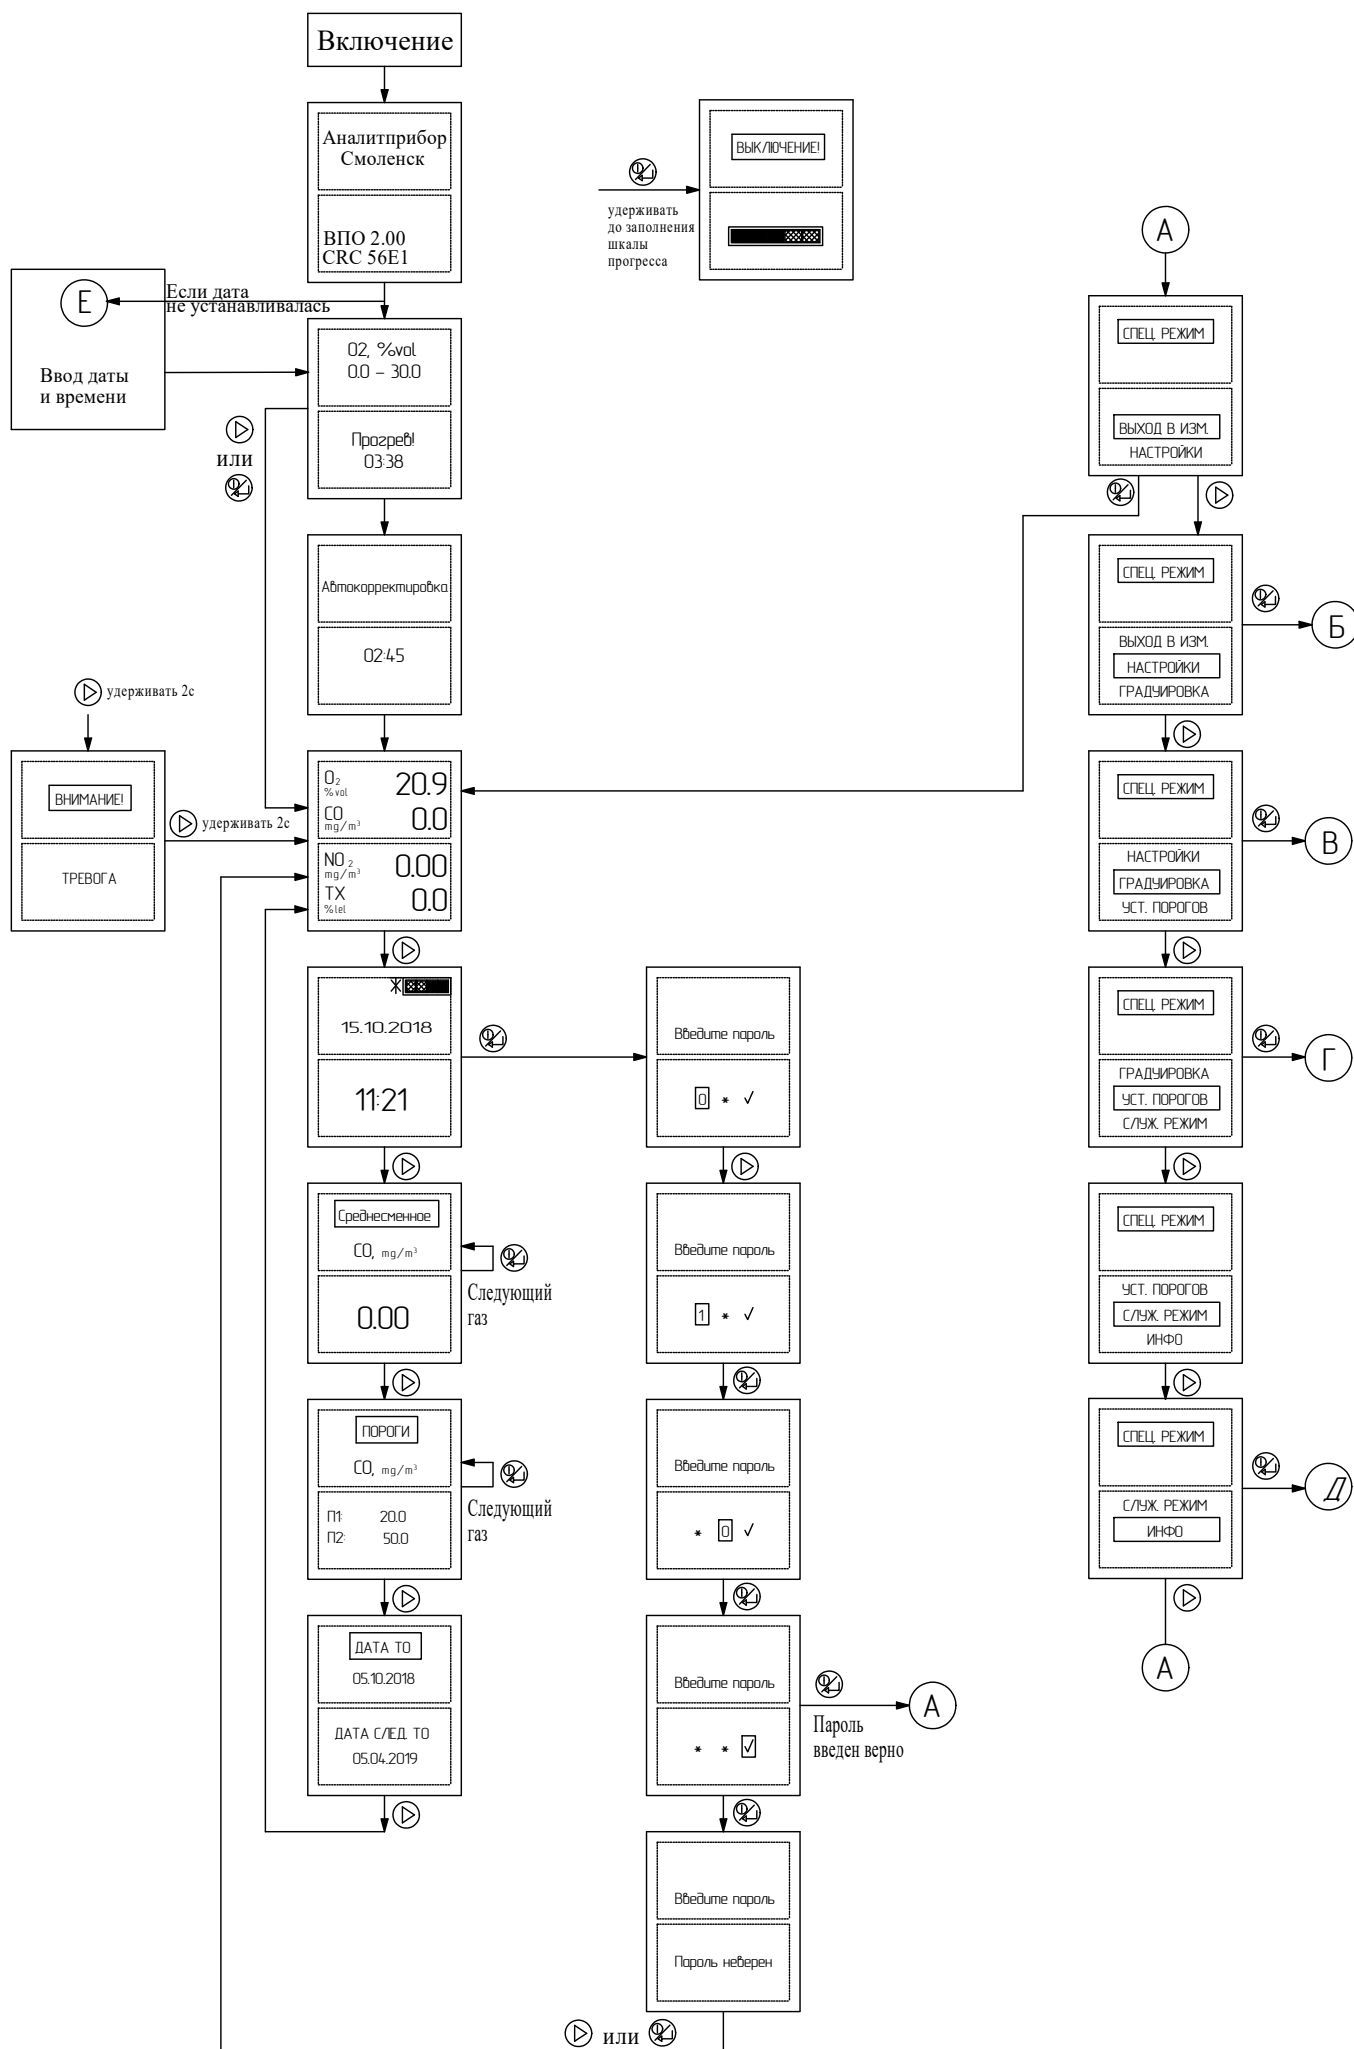 Включение
Аналитприбор
Смоленск
ВПО 2.00
CRC 56E1
ВЫКЛЮЧЕНИЕ!
удерживать
до заполнения
шкалы
прогресса
Е
Ввод даты
и времени
Если дата
не устанавливалась
O2, %vol
0.0 – 30.0
Прогрев!
03:38
или
Автокорректировка
02:45
удерживать 2с
ВНИМАНИЕ!
ТРЕВОГА
удерживать 2с
O2 20.9
%vol
CO 0.0
mg/m³
NO2 0.00
mg/m³
TX 0.0
%lel
15.10.2018
11:21
Среднесменное
CO, mg/m³
0.00
Следующий
газ
ПОРОГИ
CO, mg/m³
П1: 20.0
П2: 50.0
Следующий
газ
ДАТА ТО
05.10.2018
ДАТА СЛЕД. ТО
05.04.2019
Введите пароль
0 * ✓
Введите пароль
1 * ✓
Введите пароль
* 0 ✓
Введите пароль
* * ✓
Пароль
введен верно
А
Введите пароль
Пароль неверен
или
А
СПЕЦ. РЕЖИМ
ВЫХОД В ИЗМ.
НАСТРОЙКИ
СПЕЦ. РЕЖИМ
ВЫХОД В ИЗМ.
НАСТРОЙКИ
ГРАДУИРОВКА
Б
СПЕЦ. РЕЖИМ
НАСТРОЙКИ
ГРАДУИРОВКА
УСТ. ПОРОГОВ
В
СПЕЦ. РЕЖИМ
ГРАДУИРОВКА
УСТ. ПОРОГОВ
СЛУЖ. РЕЖИМ
Г
СПЕЦ. РЕЖИМ
УСТ. ПОРОГОВ
СЛУЖ. РЕЖИМ
ИНФО
СПЕЦ. РЕЖИМ
СЛУЖ. РЕЖИМ
ИНФО
Д
А